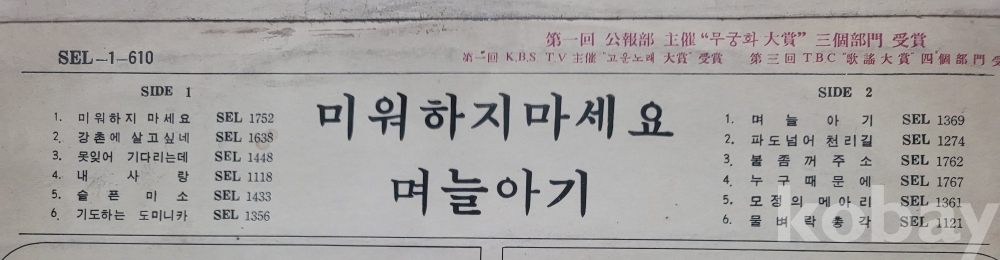 第一回 公報部 主催 “무궁화 大賞” 三個部門 受賞
SEL-1-610
第一回 K.B.S T.V 主催 “고운노래 大賞” 受賞 第三回 TBC “歌謠大賞” 四個部門 受
SIDE 1
1. 미워하지 마세요 SEL 1752
2. 강촌에 살고싶네 SEL 1638
3. 못잊어 기다리는데 SEL 1448
4. 내 사 랑 SEL 1118
5. 슬 픈 미 소 SEL 1433
6. 기도하는 도미니카 SEL 1356
미워하지마세요
며늘아기
SIDE 2
1. 며 늘 아 기 SEL 1369
2. 파도넘어 천리길 SEL 1274
3. 불 좀 꺼 주 소 SEL 1762
4. 누 구 때 문 에 SEL 1767
5. 모정의 메아리 SEL 1361
6. 물 벼 락 총 각 SEL 1121
kobay